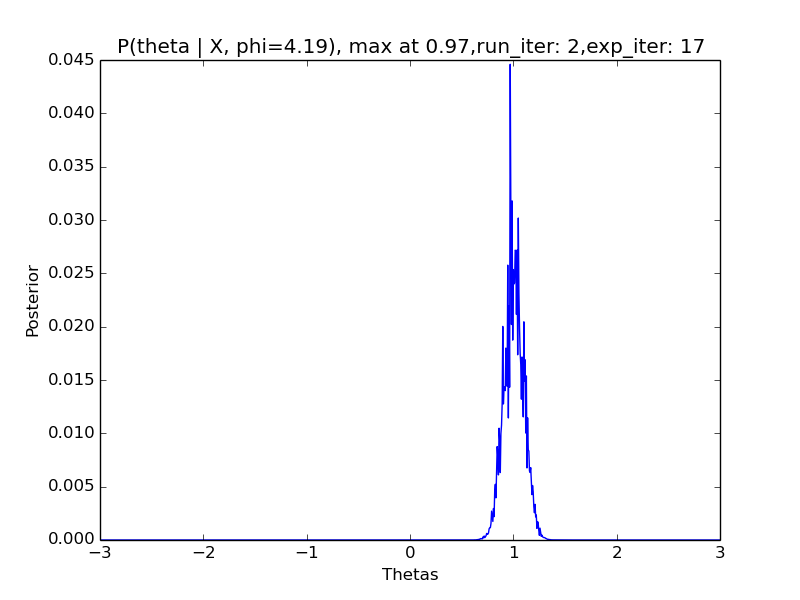 P(theta | X, phi=4.19), max at 0.97,run_iter: 2,exp_iter: 17
0.045
0.040
0.035
0.030
0.025
0.020
0.015
0.010
0.005
0.000
Posterior
−3 −2 −1 0 1 2 3
Thetas